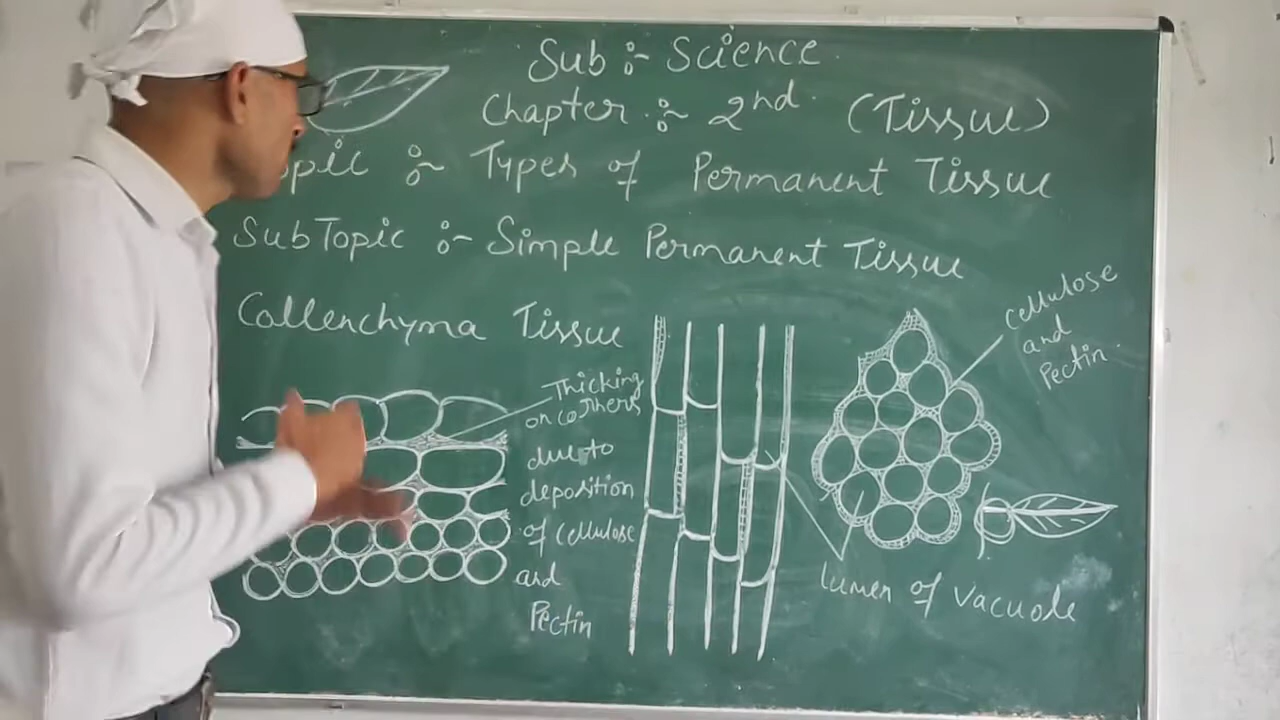 Sub :- Science
Chapter :- 2nd. (Tissue)
opic :- Types of Permanent Tissue
SubTopic :- Simple Permanent Tissue
Collenchyma Tissue
Thicking
on corners
due to
deposition
of cellulose
and
Pectin
cellulose
and
Pectin.
Lumen of Vacuole